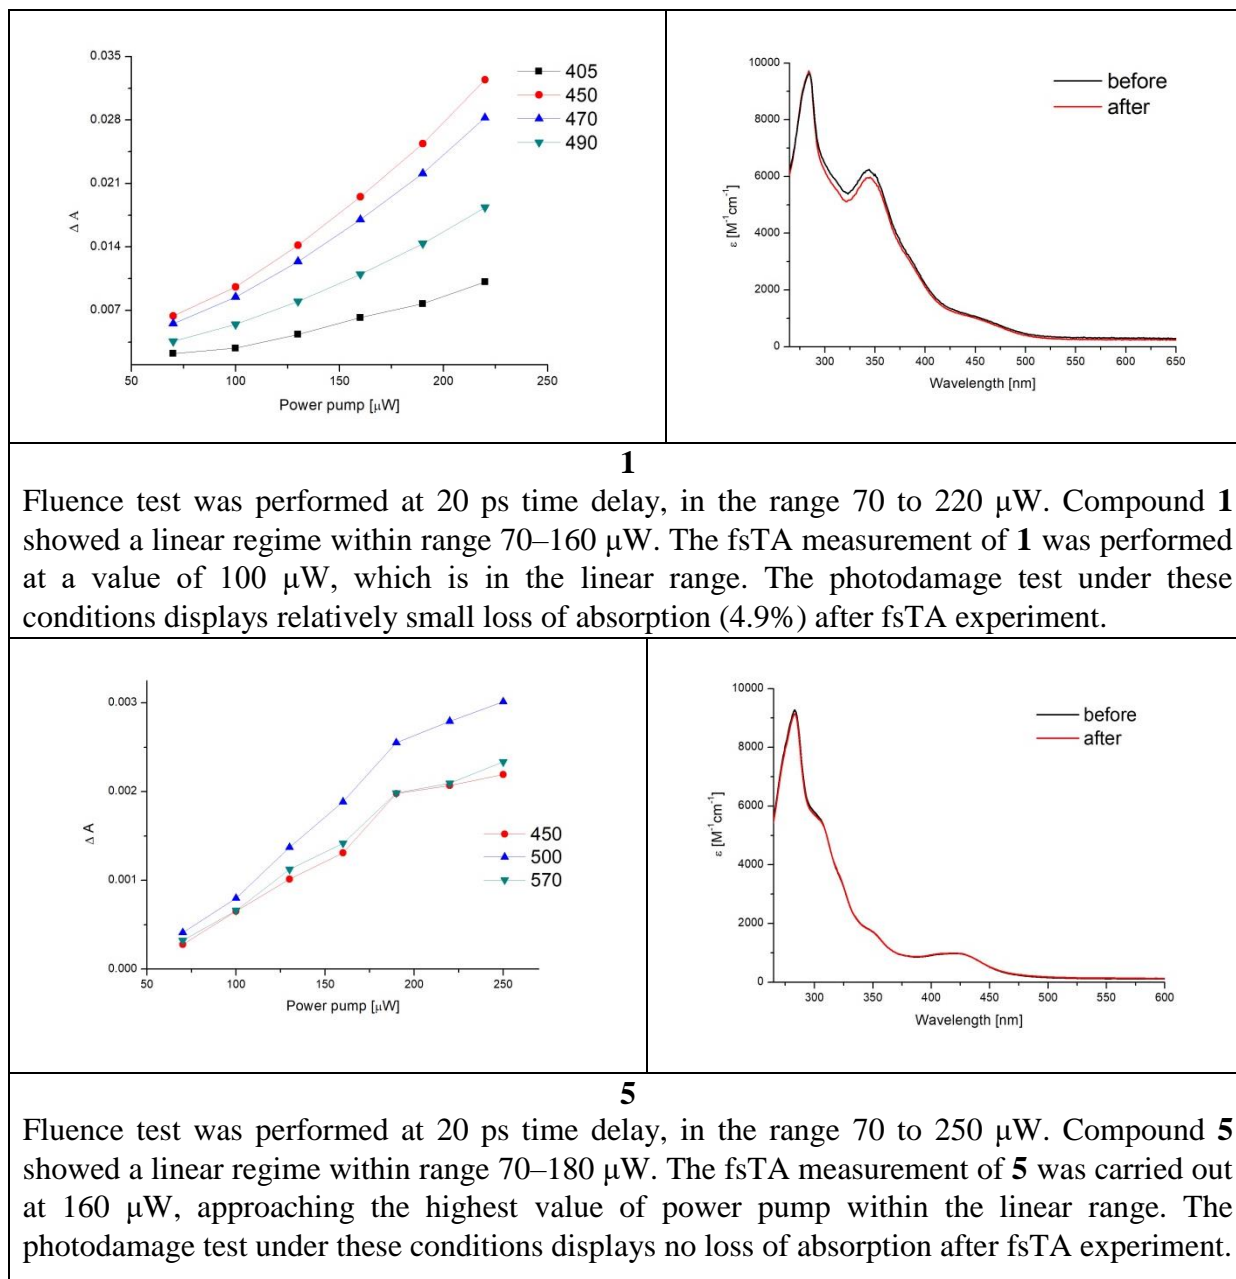 0.035
0.028
0.021
0.014
0.007
Δ A
50
100
150
200
250
Power pump [μW]
405
450
470
490
10000
8000
6000
4000
2000
0
ε [M⁻¹cm⁻¹]
300
350
400
450
500
550
600
650
Wavelength [nm]
before
after
1
Fluence test was performed at 20 ps time delay, in the range 70 to 220 μW. Compound 1
showed a linear regime within range 70–160 μW. The fsTA measurement of 1 was performed
at a value of 100 μW, which is in the linear range. The photodamage test under these
conditions displays relatively small loss of absorption (4.9%) after fsTA experiment.
0.003
0.002
0.001
0.000
Δ A
50
100
150
200
250
Power pump [μW]
450
500
570
10000
8000
6000
4000
2000
0
ε [M⁻¹cm⁻¹]
300
350
400
450
500
550
600
Wavelength [nm]
before
after
5
Fluence test was performed at 20 ps time delay, in the range 70 to 250 μW. Compound 5
showed a linear regime within range 70–180 μW. The fsTA measurement of 5 was carried out
at 160 μW, approaching the highest value of power pump within the linear range. The
photodamage test under these conditions displays no loss of absorption after fsTA experiment.